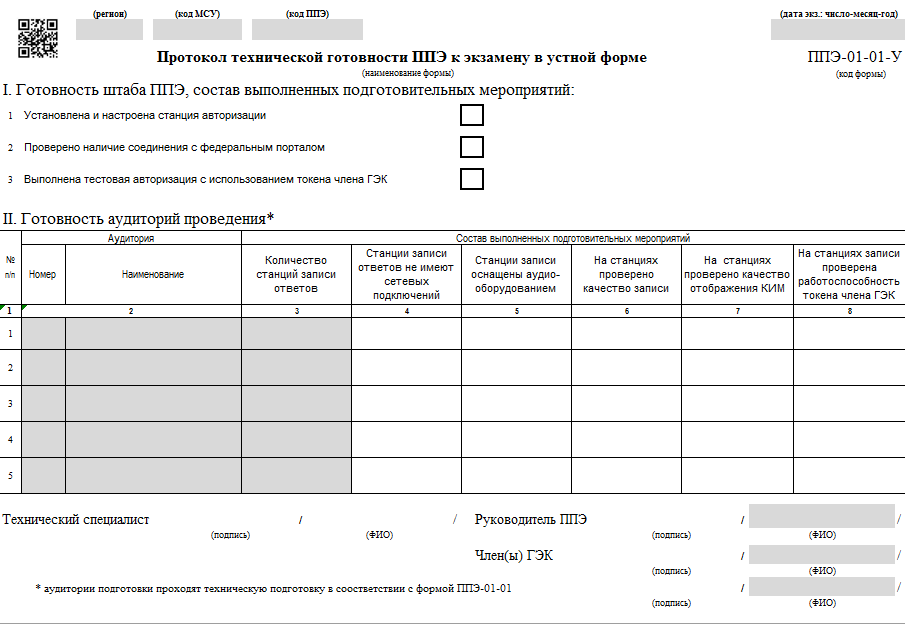 (регион) (код МСУ) (код ППЭ) (дата экз.: число-месяц-год)
Протокол технической готовности ППЭ к экзамену в устной форме ППЭ-01-01-У
(наименование формы) (код формы)
I. Готовность штаба ППЭ, состав выполненных подготовительных мероприятий:
1 Установлена и настроена станция авторизации
2 Проверено наличие соединения с федеральным порталом
3 Выполнена тестовая авторизация с использованием токена члена ГЭК
II. Готовность аудиторий проведения*
№ п/п
Аудитория
Состав выполненных подготовительных мероприятий
Номер
Наименование
Количество
станций записи
ответов
Станции записи
ответов не имеют
сетевых
подключений
Станции записи
оснащены аудио-
оборудованием
На станциях
проверено
качество записи
На станциях
проверено качество
отображения КИМ
На станциях записи
проверена
работоспособность
токена члена ГЭК
1 2 3 4 5 6 7 8
1
2
3
4
5
Технический специалист / / Руководитель ППЭ / /
(подпись) (ФИО) (подпись) (ФИО)
Член(ы) ГЭК / /
(подпись) (ФИО)
* аудитории подготовки проходят техническую подготовку в соостветствии с формой ППЭ-01-01 / /
(подпись) (ФИО)